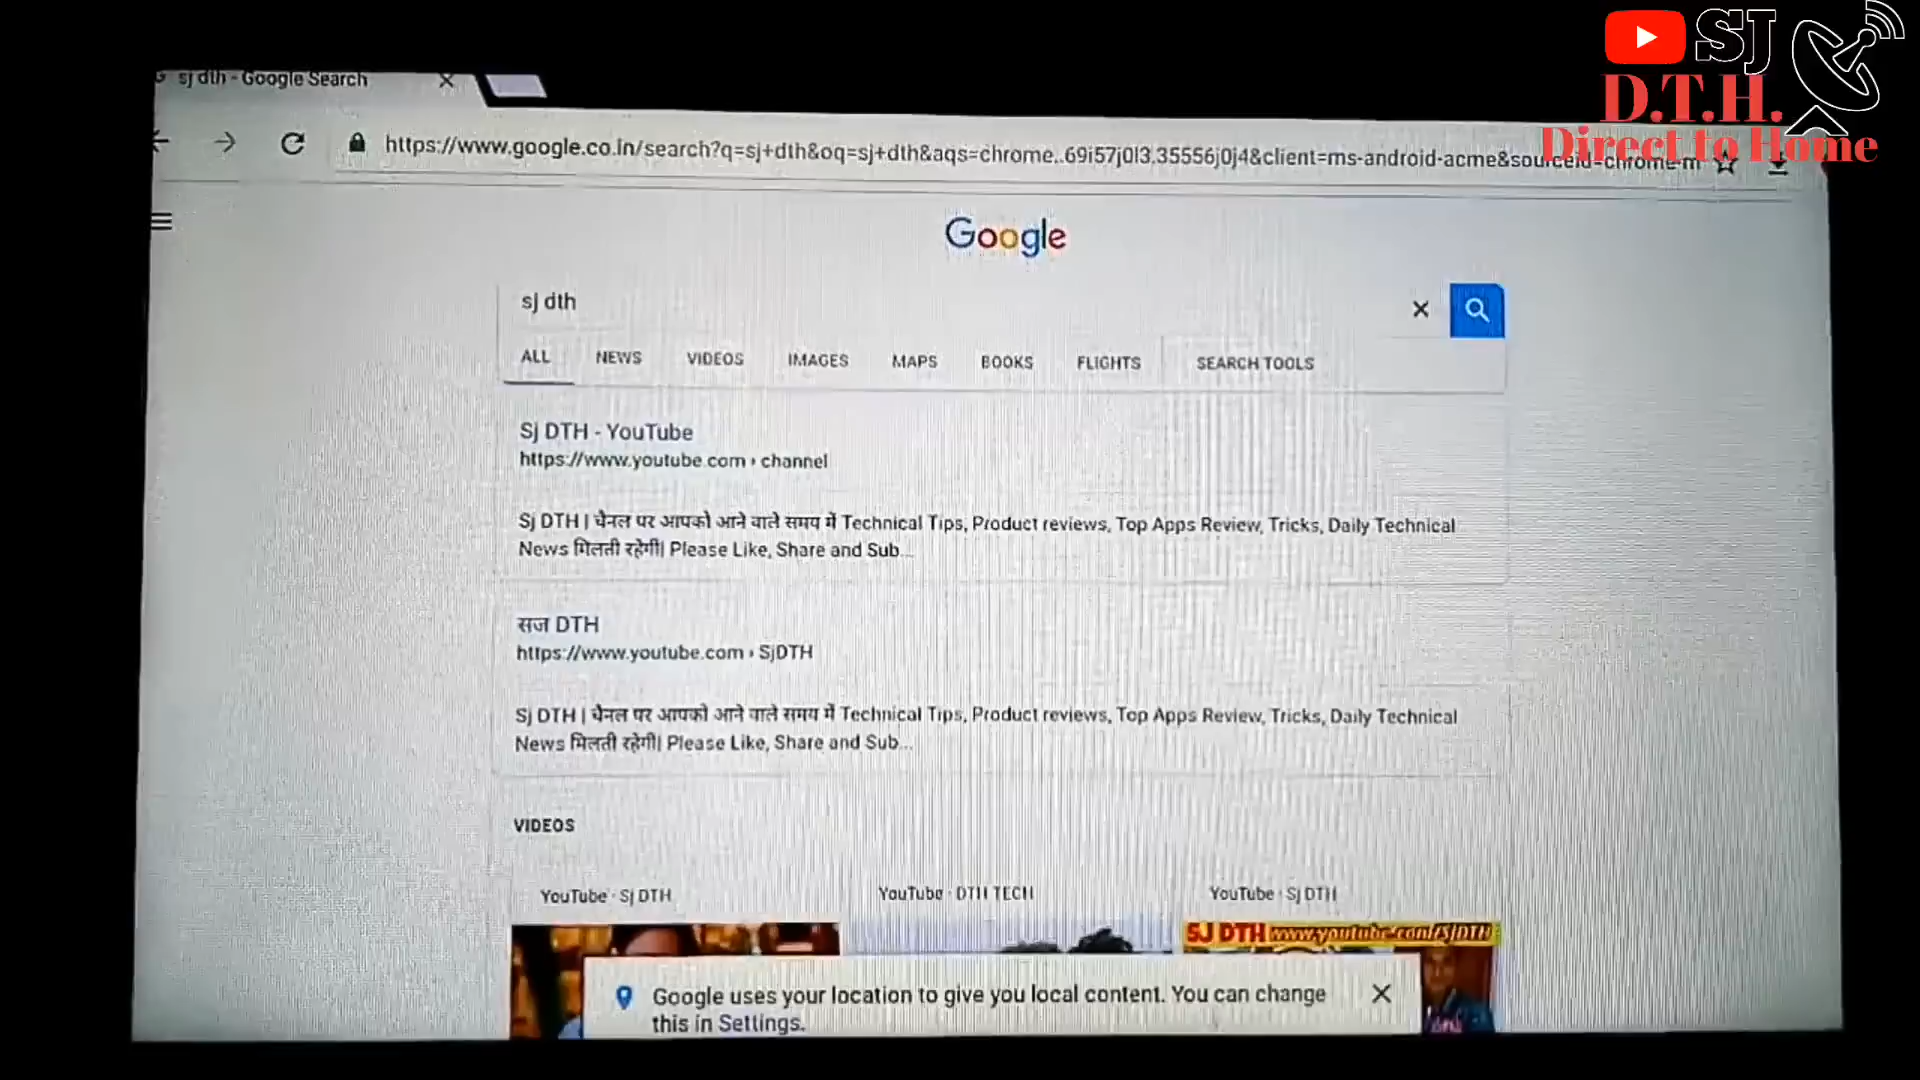 SJ
D.T.H.
Direct to Home
sj dth - Google Search
https://www.google.co.in/search?q=sj+dth&oq=sj+dth&aqs=chrome..69i57j0l3.35556j0j4&client=ms-android-acme&sourceid=chrome-m
Google
sj dth
ALL NEWS VIDEOS IMAGES MAPS BOOKS FLIGHTS SEARCH TOOLS
Sj DTH - YouTube
https://www.youtube.com › channel
Sj DTH | चैनल पर आपको आने वाले समय में Technical Tips, Product reviews, Top Apps Review, Tricks, Daily Technical
News मिलती रहेगी| Please Like, Share and Sub...
सज DTH
https://www.youtube.com › SjDTH
Sj DTH | चैनल पर आपको आने वाले समय में Technical Tips, Product reviews, Top Apps Review, Tricks, Daily Technical
News मिलती रहेगी| Please Like, Share and Sub...
VIDEOS
YouTube · Sj DTH YouTube · DTH TECH YouTube · Sj DTH
SJ DTH www.youtube.com/SJDTH
Google uses your location to give you local content. You can change
this in Settings.